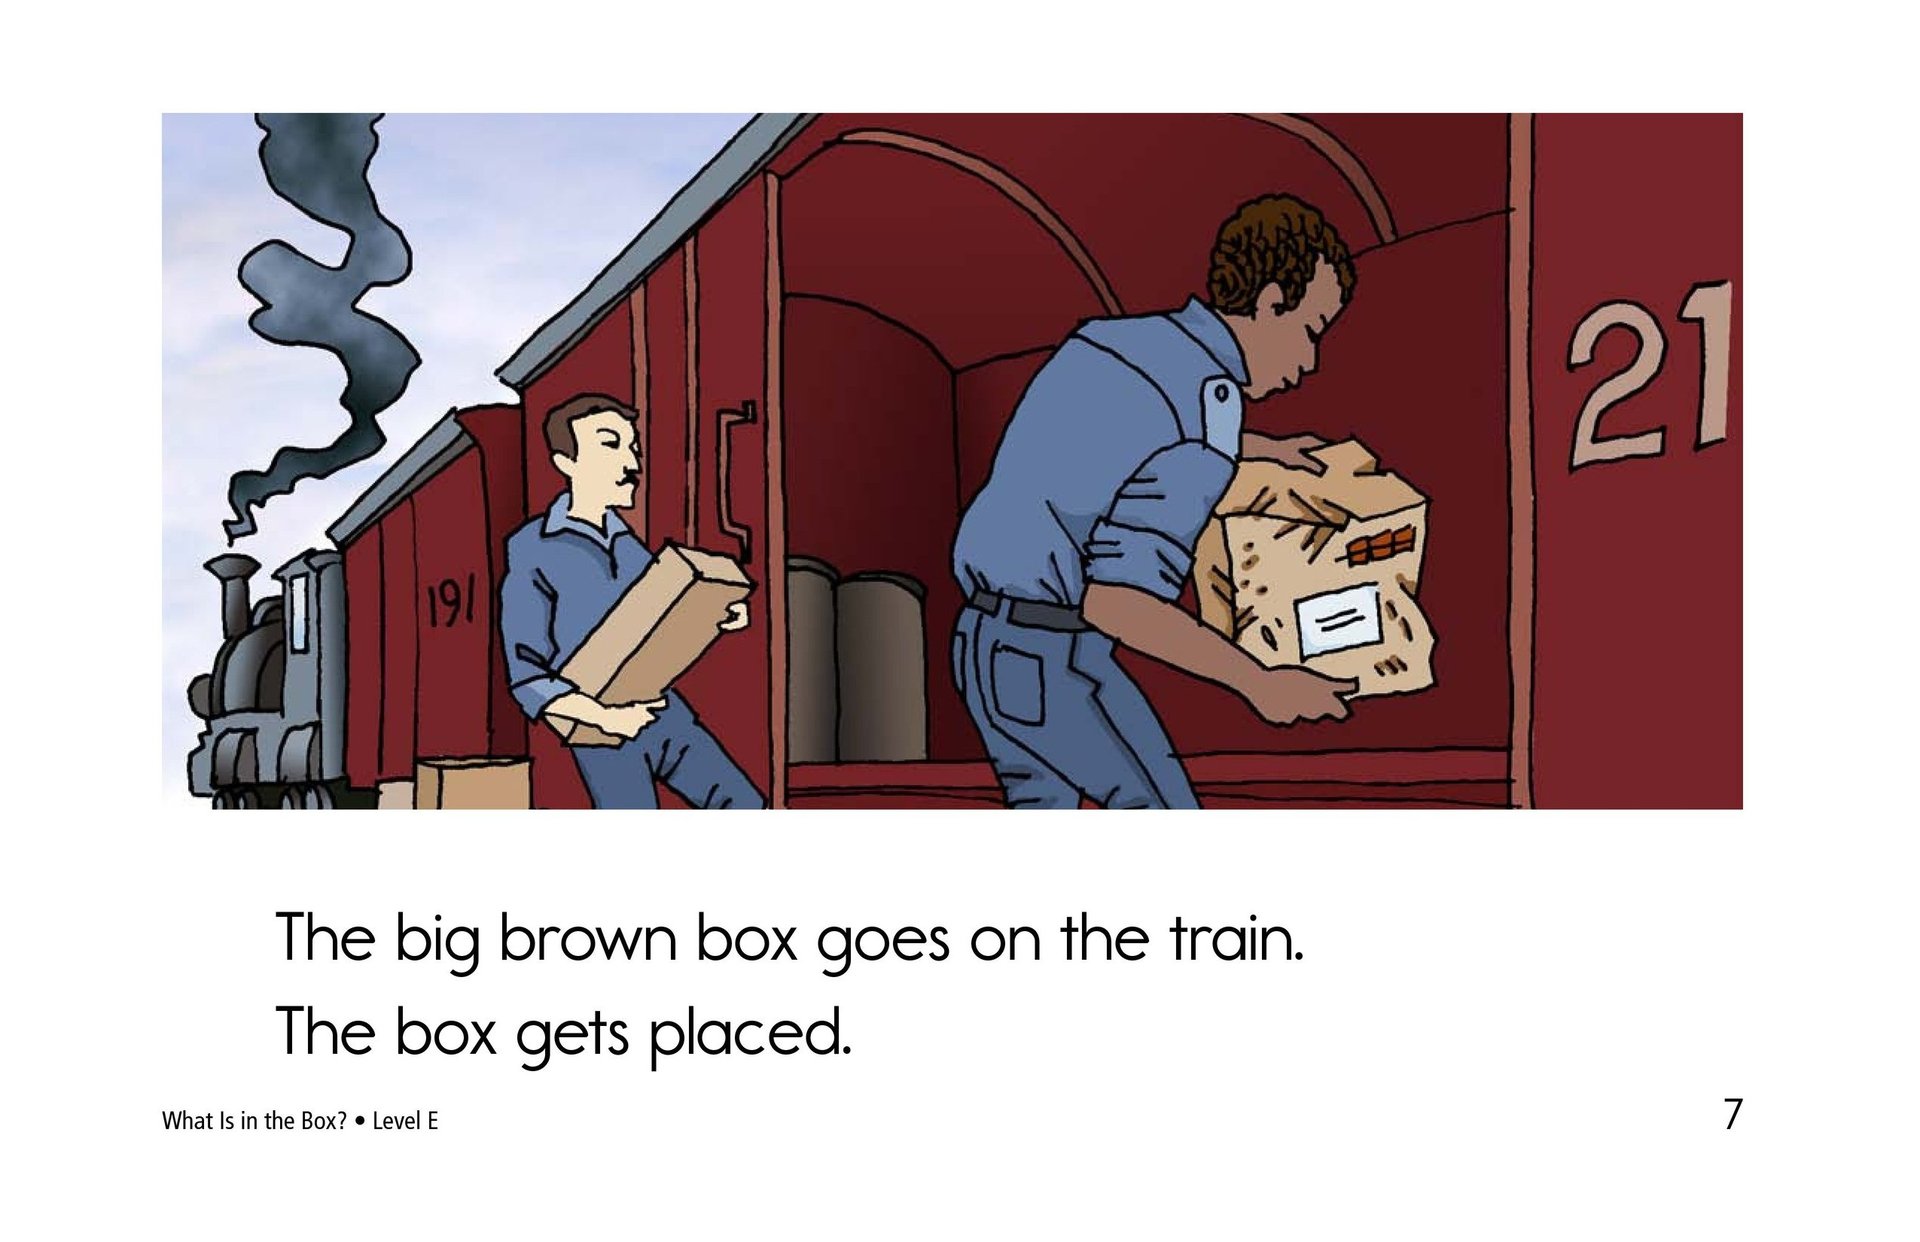 21
191
The big brown box goes on the train.
The box gets placed.
What Is in the Box? • Level E
7